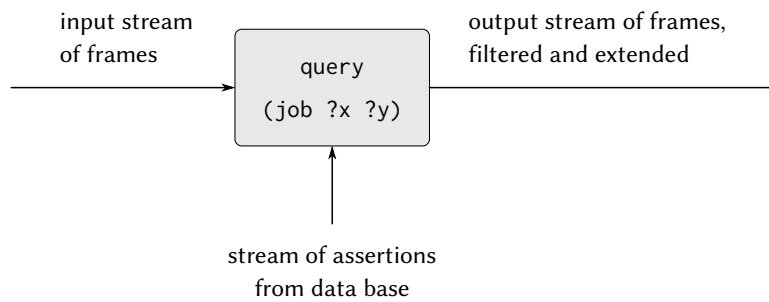 input stream
of frames
output stream of frames,
filtered and extended
query
(job ?x ?y)
stream of assertions
from data base